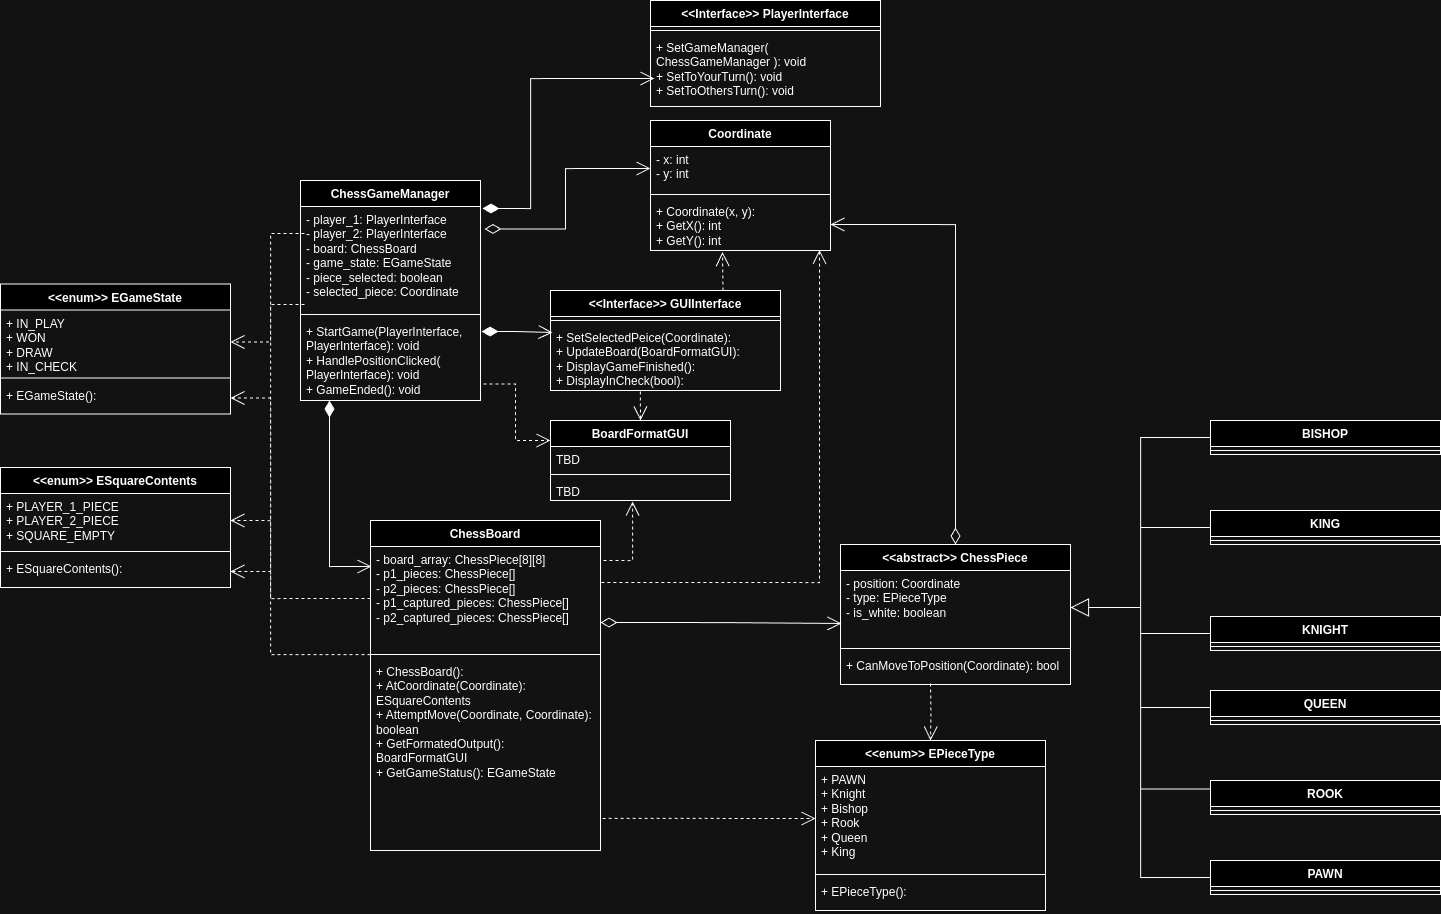 <<Interface>> PlayerInterface
+ SetGameManager(
ChessGameManager ): void
+ SetToYourTurn(): void
+ SetToOthersTurn(): void
Coordinate
- x: int
- y: int
+ Coordinate(x, y):
+ GetX(): int
+ GetY(): int
ChessGameManager
- player_1: PlayerInterface
- player_2: PlayerInterface
- board: ChessBoard
- game_state: EGameState
- piece_selected: boolean
- selected_piece: Coordinate
+ StartGame(PlayerInterface,
PlayerInterface): void
+ HandlePositionClicked(
PlayerInterface): void
+ GameEnded(): void
<<enum>> EGameState
+ IN_PLAY
+ WON
+ DRAW
+ IN_CHECK
+ EGameState():
<<Interface>> GUIInterface
+ SetSelectedPeice(Coordinate):
+ UpdateBoard(BoardFormatGUI):
+ DisplayGameFinished():
+ DisplayInCheck(bool):
BoardFormatGUI
TBD
TBD
<<enum>> ESquareContents
+ PLAYER_1_PIECE
+ PLAYER_2_PIECE
+ SQUARE_EMPTY
+ ESquareContents():
ChessBoard
- board_array: ChessPiece[8][8]
- p1_pieces: ChessPiece[]
- p2_pieces: ChessPiece[]
- p1_captured_pieces: ChessPiece[]
- p2_captured_pieces: ChessPiece[]
+ ChessBoard():
+ AtCoordinate(Coordinate):
ESquareContents
+ AttemptMove(Coordinate, Coordinate):
boolean
+ GetFormatedOutput():
BoardFormatGUI
+ GetGameStatus(): EGameState
<<abstract>> ChessPiece
- position: Coordinate
- type: EPieceType
- is_white: boolean
+ CanMoveToPosition(Coordinate): bool
<<enum>> EPieceType
+ PAWN
+ Knight
+ Bishop
+ Rook
+ Queen
+ King
+ EPieceType():
BISHOP
KING
KNIGHT
QUEEN
ROOK
PAWN